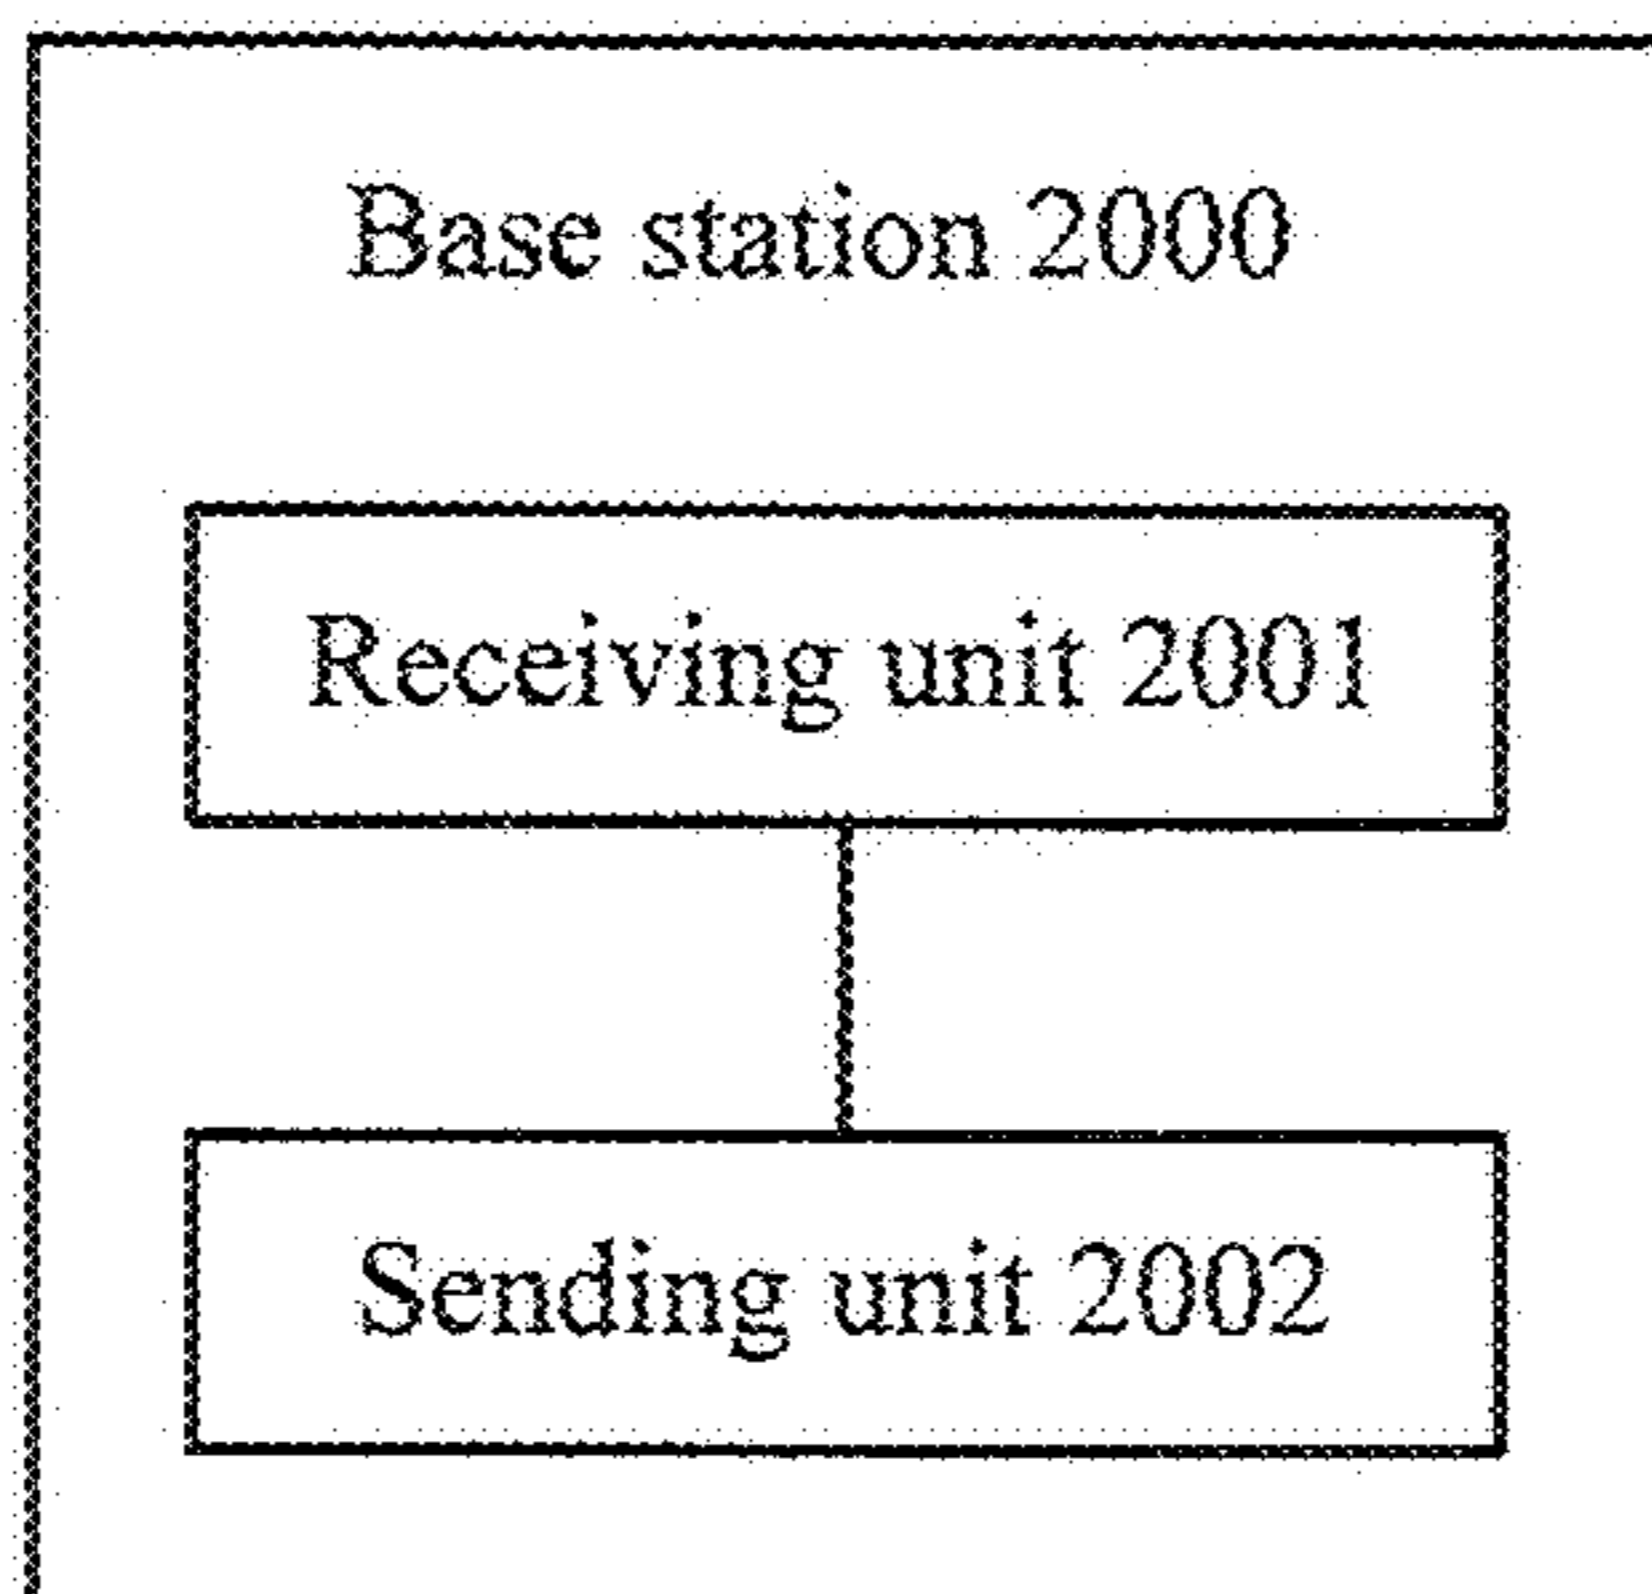 Base station 2000
Receiving unit 2001
Sending unit 2002